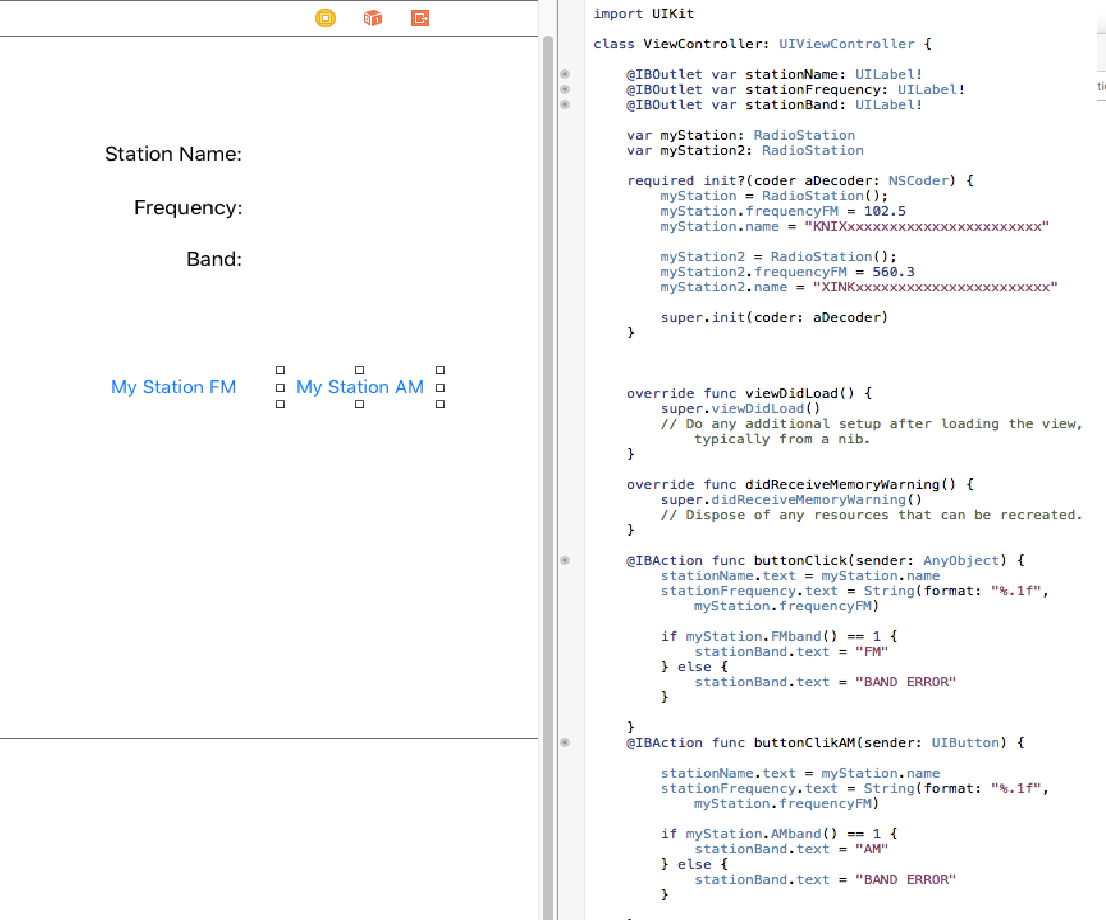 import UIKit
class ViewController: UIViewController {
@IBOutlet var stationName: UILabel!
@IBOutlet var stationFrequency: UILabel!
@IBOutlet var stationBand: UILabel!
var myStation: RadioStation
var myStation2: RadioStation
required init?(coder aDecoder: NSCoder) {
myStation = RadioStation();
myStation.frequencyFM = 102.5
myStation.name = "KNIXxxxxxxxxxxxxxxxxxxxxxxx"
myStation2 = RadioStation();
myStation2.frequencyFM = 560.3
myStation2.name = "XINKxxxxxxxxxxxxxxxxxxxxxxx"
super.init(coder: aDecoder)
}
override func viewDidLoad() {
super.viewDidLoad()
// Do any additional setup after loading the view,
typically from a nib.
}
override func didReceiveMemoryWarning() {
super.didReceiveMemoryWarning()
// Dispose of any resources that can be recreated.
}
@IBAction func buttonClick(sender: AnyObject) {
stationName.text = myStation.name
stationFrequency.text = String(format: "%.1f",
myStation.frequencyFM)
if myStation.FMband() == 1 {
stationBand.text = "FM"
} else {
stationBand.text = "BAND ERROR"
}
}
@IBAction func buttonClikAM(sender: UIButton) {
stationName.text = myStation.name
stationFrequency.text = String(format: "%.1f",
myStation.frequencyFM)
if myStation.AMband() == 1 {
stationBand.text = "AM"
} else {
stationBand.text = "BAND ERROR"
}
Station Name:
Frequency:
Band:
My Station FM
My Station AM